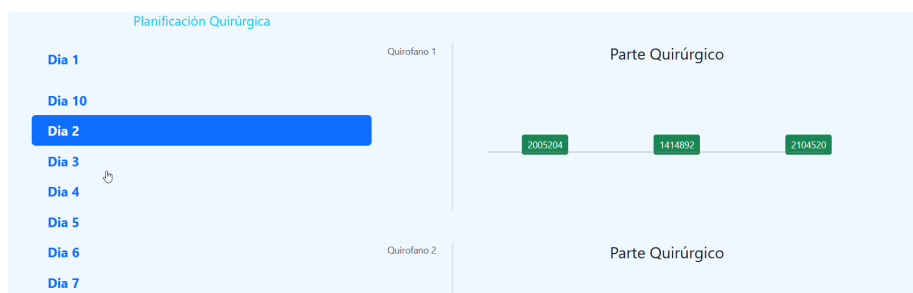 Planificación Quirúrgica
Dia 1
Dia 10
Dia 2
Dia 3
Dia 4
Dia 5
Dia 6
Dia 7
Quirofano 1
Parte Quirúrgico
2005204 1414892 2104520
Quirofano 2
Parte Quirúrgico